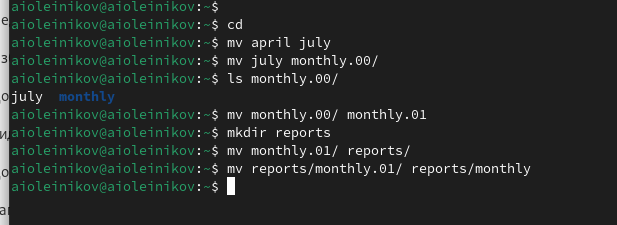 aioleinikov@aioleinikov:~$
aioleinikov@aioleinikov:~$ cd
aioleinikov@aioleinikov:~$ mv april july
aioleinikov@aioleinikov:~$ mv july monthly.00/
aioleinikov@aioleinikov:~$ ls monthly.00/
july  monthly
aioleinikov@aioleinikov:~$ mv monthly.00/ monthly.01
aioleinikov@aioleinikov:~$ mkdir reports
aioleinikov@aioleinikov:~$ mv monthly.01/ reports/
aioleinikov@aioleinikov:~$ mv reports/monthly.01/ reports/monthly
aioleinikov@aioleinikov:~$